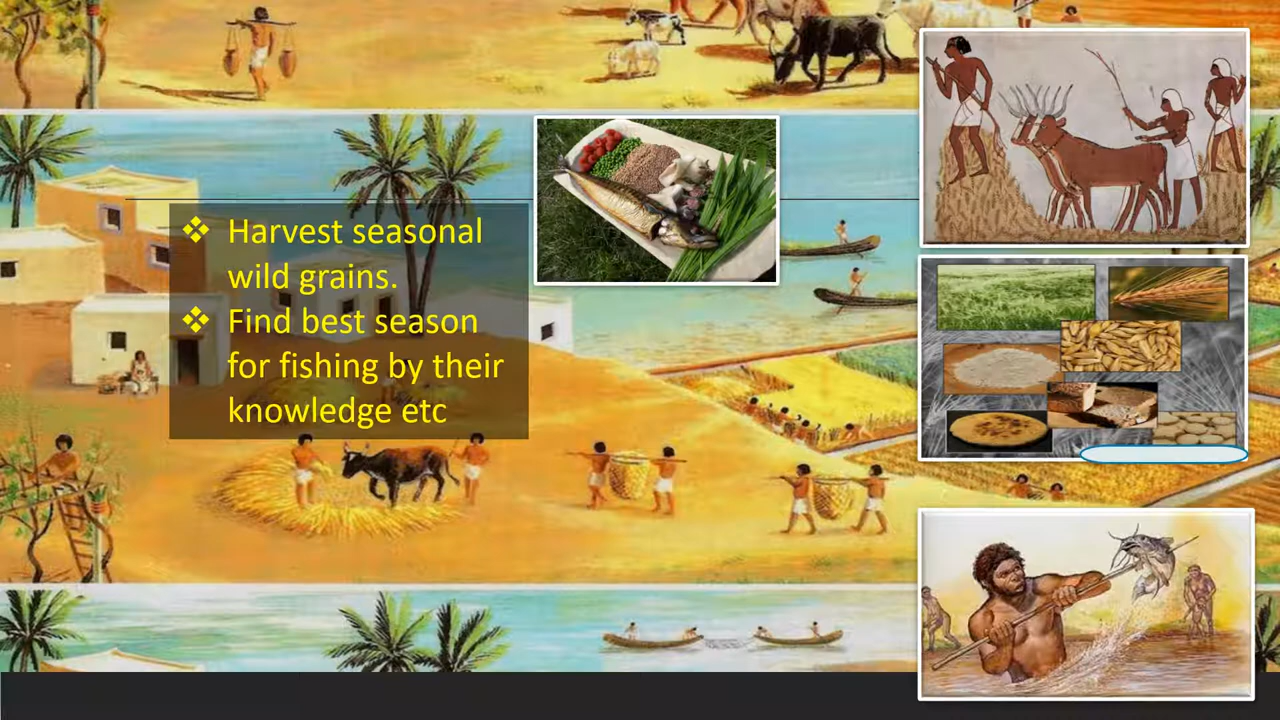 ❖ Harvest seasonal
wild grains.
❖ Find best season
for fishing by their
knowledge etc